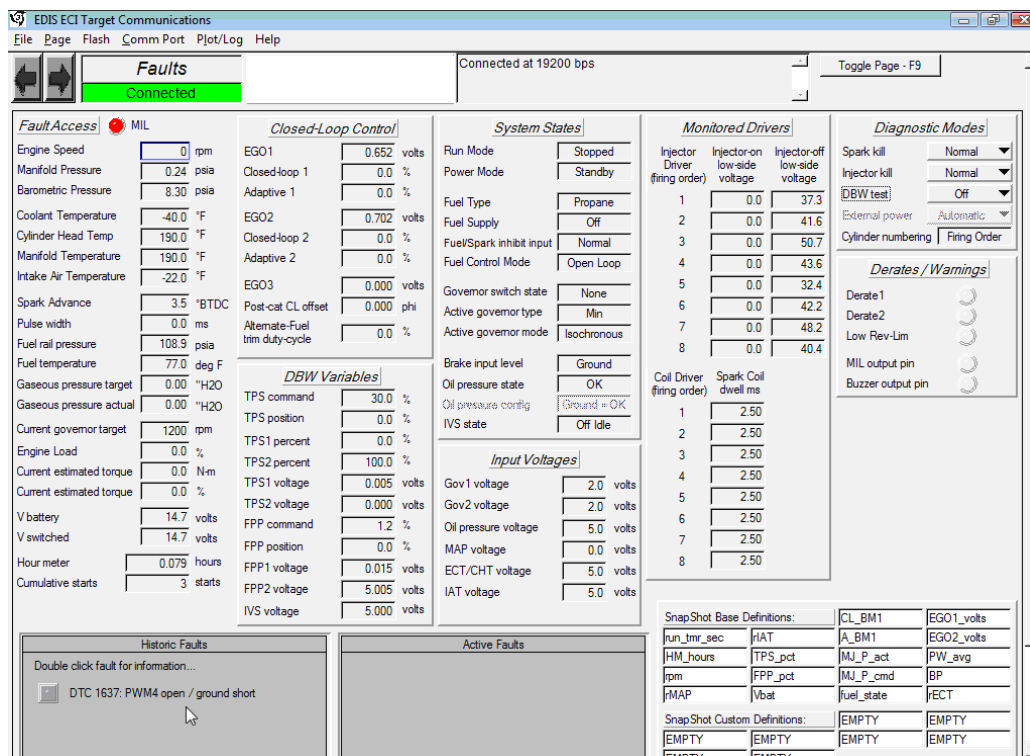 EDIS ECI Target Communications
File Page Flash Comm Port Plot/Log Help
Faults
Connected
Connected at 19200 bps
Toggle Page - F9
Fault Access MIL
Engine Speed 0 rpm
Manifold Pressure 0.24 psia
Barometric Pressure 8.30 psia
Coolant Temperature -40.0 °F
Cylinder Head Temp 190.0 °F
Manifold Temperature 190.0 °F
Intake Air Temperature -22.0 °F
Spark Advance 3.5 °BTDC
Pulse width 0.0 ms
Fuel rail pressure 108.9 psia
Fuel temperature 77.0 deg F
Gaseous pressure target 0.00 "H2O
Gaseous pressure actual 0.00 "H2O
Current governor target 1200 rpm
Engine Load 0.0 %
Current estimated torque 0.0 N-m
Current estimated torque 0.0 %
V battery 14.7 volts
V switched 14.7 volts
Hour meter 0.079 hours
Cumulative starts 3 starts
Closed-Loop Control
EGO1 0.652 volts
Closed-loop 1 0.0 %
Adaptive 1 0.0 %
EGO2 0.702 volts
Closed-loop 2 0.0 %
Adaptive 2 0.0 %
EGO3 0.000 volts
Post-cat CL offset 0.000 phi
Alternate-Fuel
trim duty-cycle 0.0 %
DBW Variables
TPS command 30.0 %
TPS position 0.0 %
TPS1 percent 0.0 %
TPS2 percent 100.0 %
TPS1 voltage 0.005 volts
TPS2 voltage 0.000 volts
FPP command 1.2 %
FPP position 0.0 %
FPP1 voltage 0.015 volts
FPP2 voltage 5.005 volts
IVS voltage 5.000 volts
System States
Run Mode Stopped
Power Mode Standby
Fuel Type Propane
Fuel Supply Off
Fuel/Spark inhibit input Normal
Fuel Control Mode Open Loop
Governor switch state None
Active governor type Min
Active governor mode Isochronous
Brake input level Ground
Oil pressure state OK
Oil pressure config Ground = OK
IVS state Off Idle
Input Voltages
Gov1 voltage 2.0 volts
Gov2 voltage 2.0 volts
Oil pressure voltage 5.0 volts
MAP voltage 0.0 volts
ECT/CHT voltage 5.0 volts
IAT voltage 5.0 volts
Monitored Drivers
Injector Injector-on Injector-off
Driver low-side low-side
(firing order) voltage voltage
1 0.0 37.3
2 0.0 41.6
3 0.0 50.7
4 0.0 43.6
5 0.0 32.4
6 0.0 42.2
7 0.0 48.2
8 0.0 40.4
Coil Driver Spark Coil
(firing order) dwell ms
1 2.50
2 2.50
3 2.50
4 2.50
5 2.50
6 2.50
7 2.50
8 2.50
Diagnostic Modes
Spark kill Normal
Injector kill Normal
DBW test Off
External power Automatic
Cylinder numbering Firing Order
Derates / Warnings
Derate1
Derate2
Low Rev-Lim
MIL output pin
Buzzer output pin
Historic Faults
Double click fault for information...
DTC 1637: PWM4 open / ground short
Active Faults
SnapShot Base Definitions: CL_BM1 EGO1_volts
run_tmr_sec rIAT A_BM1 EGO2_volts
HM_hours TPS_pct MJ_P_act PW_avg
rpm FPP_pct MJ_P_cmd BP
rMAP Vbat fuel_state rECT
SnapShot Custom Definitions: EMPTY EMPTY
EMPTY EMPTY EMPTY EMPTY
EMPTY EMPTY